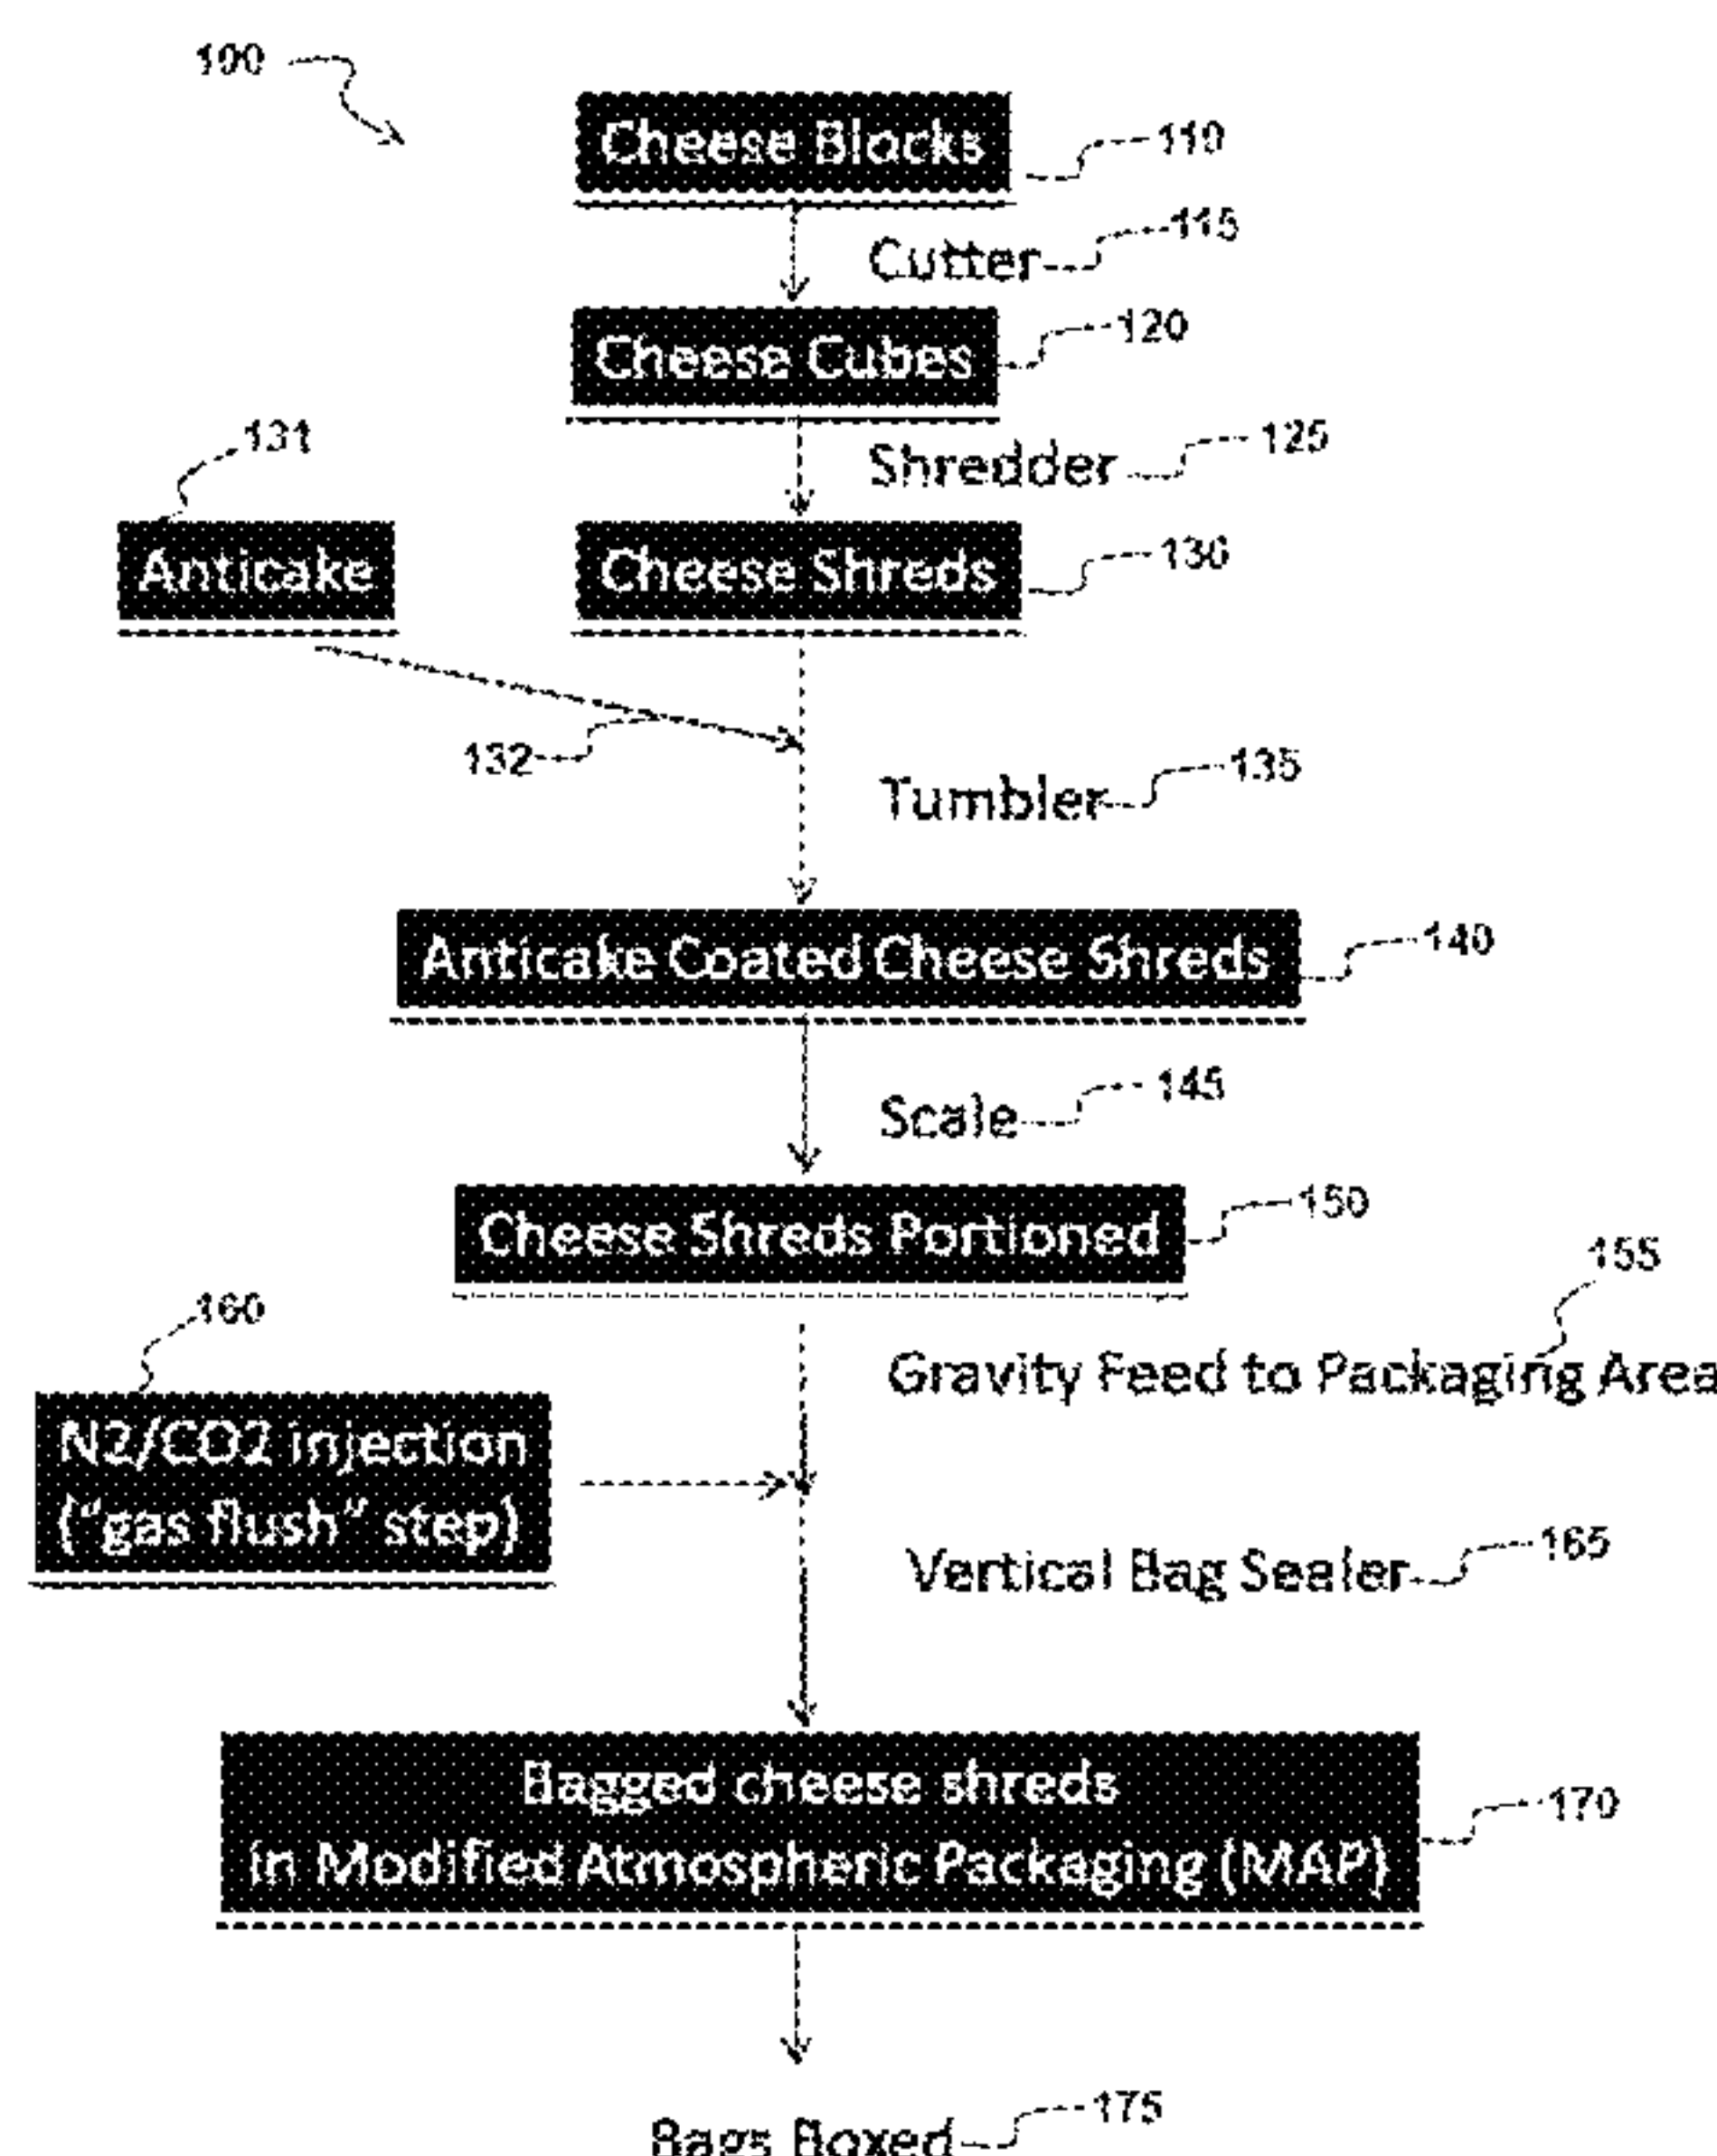 100
Cheese Blocks
110
Cutter
115
Cheese Cubes
120
Shredder
125
131
Anticake
Cheese Shreds
130
132
Tumbler
135
Anticake Coated Cheese Shreds
140
Scale
145
Cheese Shreds Portioned
150
155
Gravity Feed to Packaging Area
160
N2/CO2 injection
("gas flush" step)
Vertical Bag Sealer
165
Bagged cheese shreds
in Modified Atmospheric Packaging (MAP)
170
Bags Boxed
175